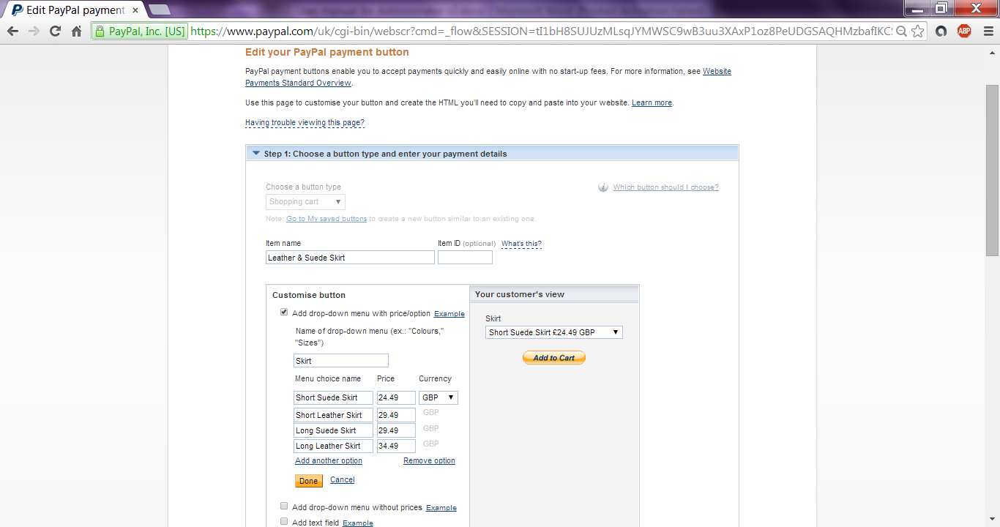 Edit PayPal payment
PayPal, Inc. [US] https://www.paypal.com/uk/cgi-bin/webscr?cmd=_flow&SESSION=
ABP
Edit your PayPal payment button
PayPal payment buttons enable you to accept payments quickly and easily online with no start-up fees. For more information, see Website
Payments Standard Overview.
Use this page to customise your button and create the HTML you'll need to copy and paste into your website. Learn more.
Having trouble viewing this page?
Step 1: Choose a button type and enter your payment details
Choose a button type
Which button should I choose?
Shopping cart
Note: Go to My saved buttons to create a new button similar to an existing one.
Item name Item ID (optional) What's this?
Leather & Suede Skirt
Customise button
Add drop-down menu with price/option Example
Name of drop-down menu (ex.: "Colours,"
"Sizes")
Skirt
Menu choice name Price Currency
Short Suede Skirt 24.49 GBP
Short Leather Skirt 29.49 GBP
Long Suede Skirt 29.49 GBP
Long Leather Skirt 34.49 GBP
Add another option Remove option
Done Cancel
Add drop-down menu without prices Example
Add text field Example
Your customer's view
Skirt
Short Suede Skirt £24.49 GBP
Add to Cart